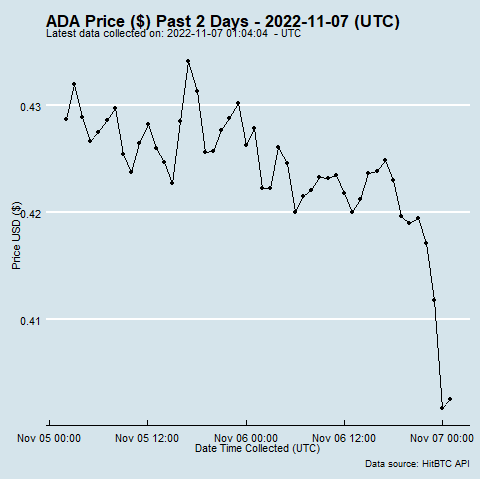 ADA Price ($) Past 2 Days - 2022-11-07 (UTC)
Latest data collected on: 2022-11-07 01:04:04 - UTC
0.43
0.42
0.41
Price USD ($)
Nov 05 00:00 Nov 05 12:00 Nov 06 00:00 Nov 06 12:00 Nov 07 00:00
Date Time Collected (UTC)
Data source: HitBTC API